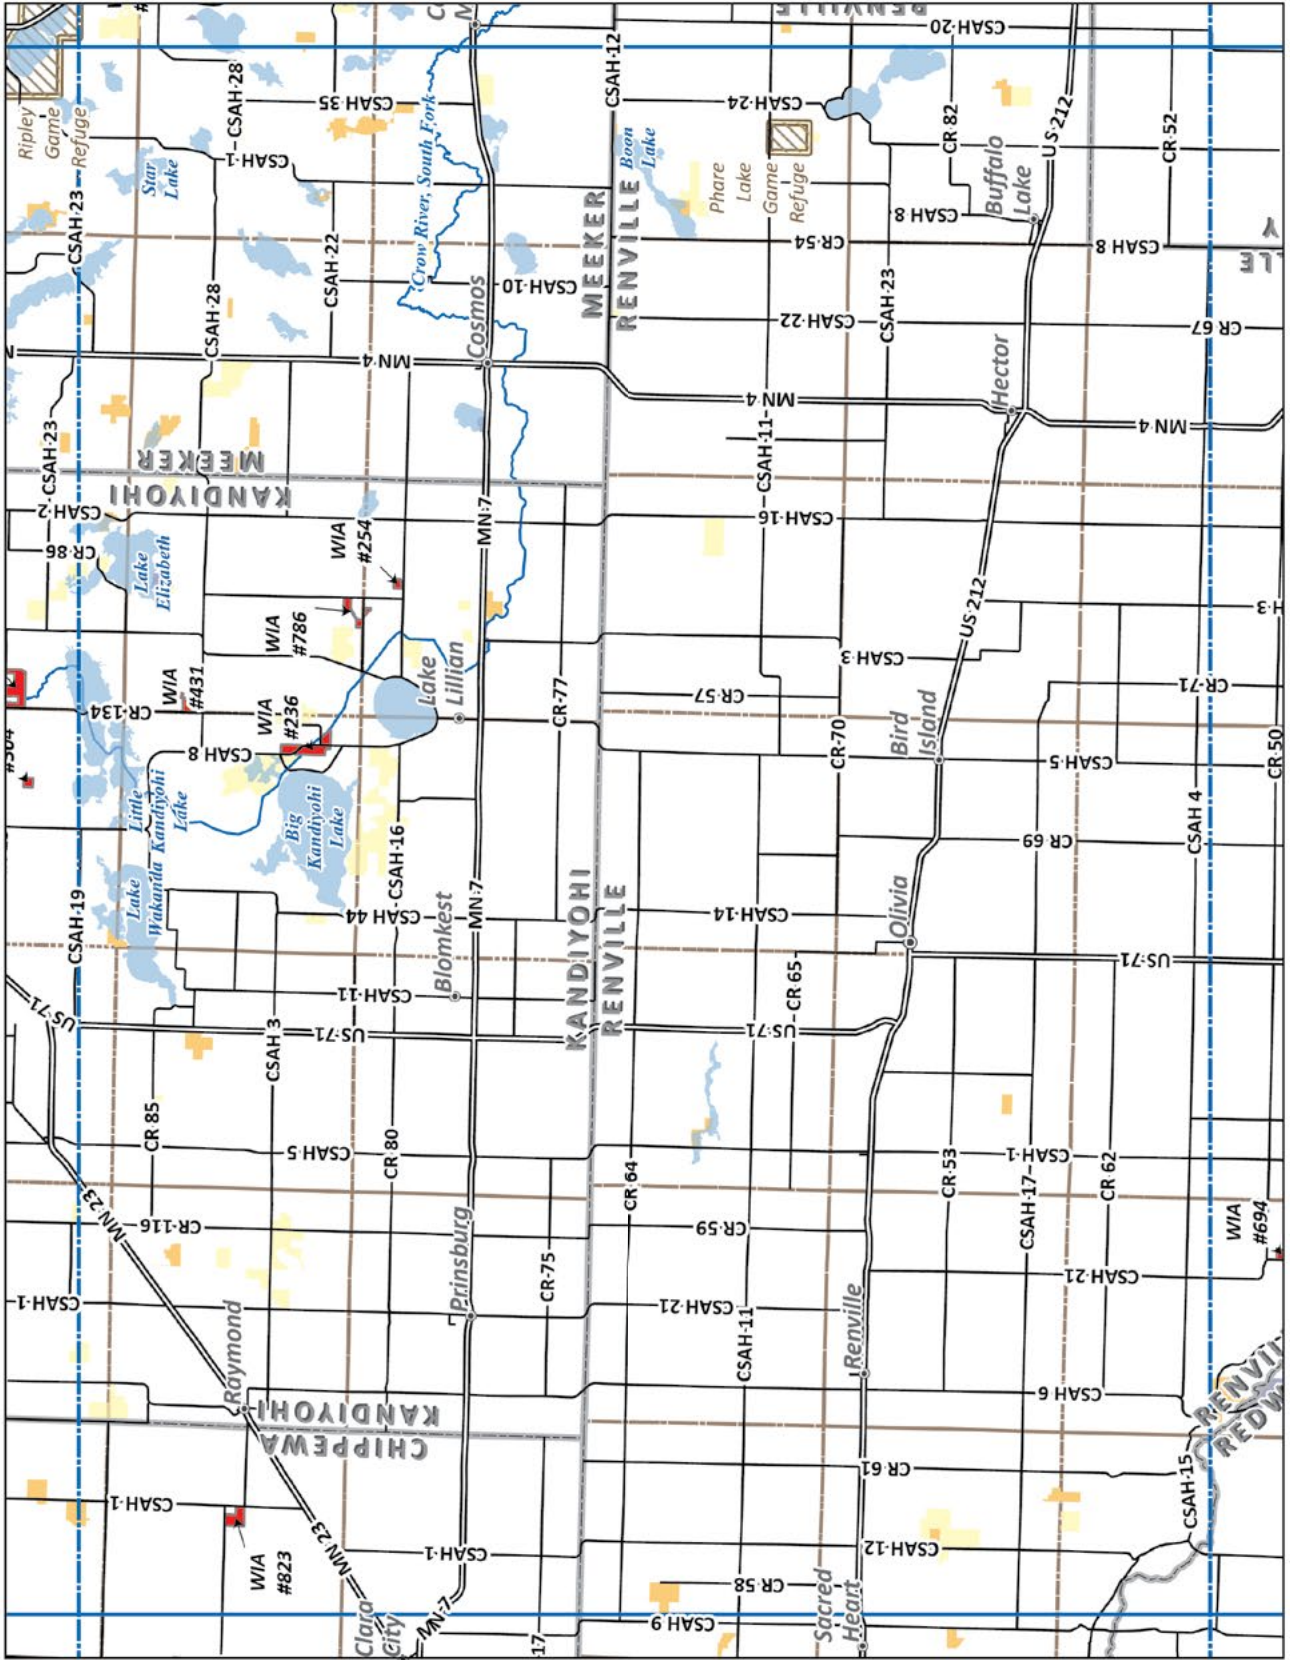 Ripley
Game
Refuge
Star
Lake
CSAH 28
CSAH 35
CSAH 1
CSAH 23
CSAH 22
CSAH 28
Crow River, South Fork
CSAH 12
CSAH 20
RENVILLE
CSAH 24
CR 82
US 212
CR 52
Boon
Lake
Phare
Lake
Game
Refuge
Buffalo
Lake
CSAH 8
CR 54
CSAH 8
MEEKER
RENVILLE
CSAH 10
Cosmos
CSAH 22
CSAH 23
CR 67
MN 4
MN 4
Hector
MN 4
CSAH 11
CSAH 23
MEEKER
KANDIYOHI
CSAH 2
CR 86
Lake
Elizabeth
WIA
#254
MN 7
CSAH 16
WIA
#786
US 212
CSAH 3
H 3
WIA
#431
WIA
#236
Lake
Lillian
CR 134
CSAH 8
CR 77
CR 57
CR 71
CR 70
Bird
Island
CSAH 5
CR 50
Little
Kandiyohi
Lake
Big
Kandiyohi
Lake
CSAH 16
CSAH 4
CR 69
Lake
Wakanda
CSAH 19
CSAH 44
MN 7
KANDIYOHI
RENVILLE
CSAH 14
Olivia
Blomkest
CSAH 11
CR 65
US 71
US 71
US 71
US 71
CSAH 3
CR 85
CSAH 5
CR 80
CR 64
CR 53
CSAH 1
CSAH 17
CR 62
MN 23
CR 116
Prinsburg
CR 75
CR 59
WIA
#694
CSAH 21
CSAH 1
CSAH 21
CSAH 11
Renville
Raymond
KANDIYOHI
CHIPPEWA
CSAH 6
CR 61
CSAH 15
CSAH 1
WIA
#823
MN 23
CSAH 1
CSAH 12
CR 58
Clara
City
MN 7
17
CSAH 9
Sacred
Heart